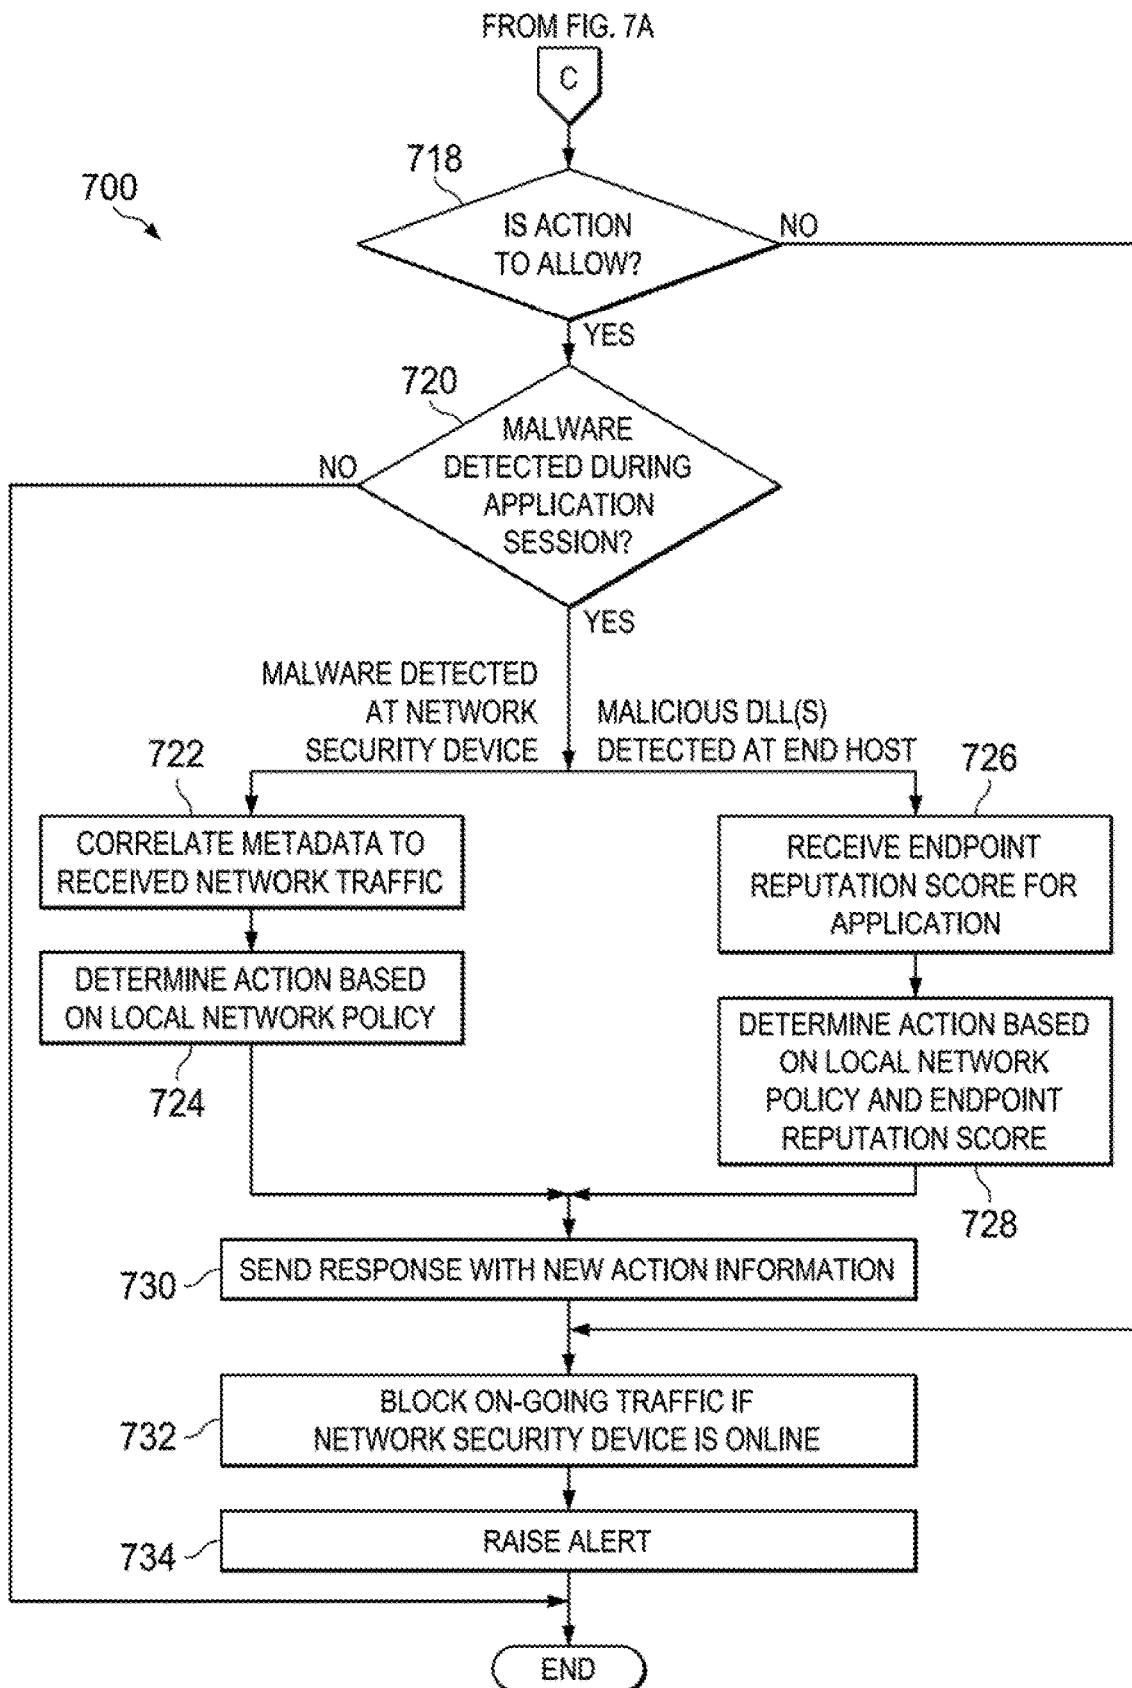 FROM FIG. 7A
C
718
700
IS ACTION
TO ALLOW?
NO
YES
720
MALWARE
DETECTED DURING
APPLICATION
SESSION?
NO
YES
MALWARE DETECTED
AT NETWORK
SECURITY DEVICE
MALICIOUS DLL(S)
DETECTED AT END HOST
722
CORRELATE METADATA TO
RECEIVED NETWORK TRAFFIC
DETERMINE ACTION BASED
ON LOCAL NETWORK POLICY
724
726
RECEIVE ENDPOINT
REPUTATION SCORE FOR
APPLICATION
DETERMINE ACTION BASED
ON LOCAL NETWORK
POLICY AND ENDPOINT
REPUTATION SCORE
728
730
SEND RESPONSE WITH NEW ACTION INFORMATION
732
BLOCK ON-GOING TRAFFIC IF
NETWORK SECURITY DEVICE IS ONLINE
734
RAISE ALERT
END